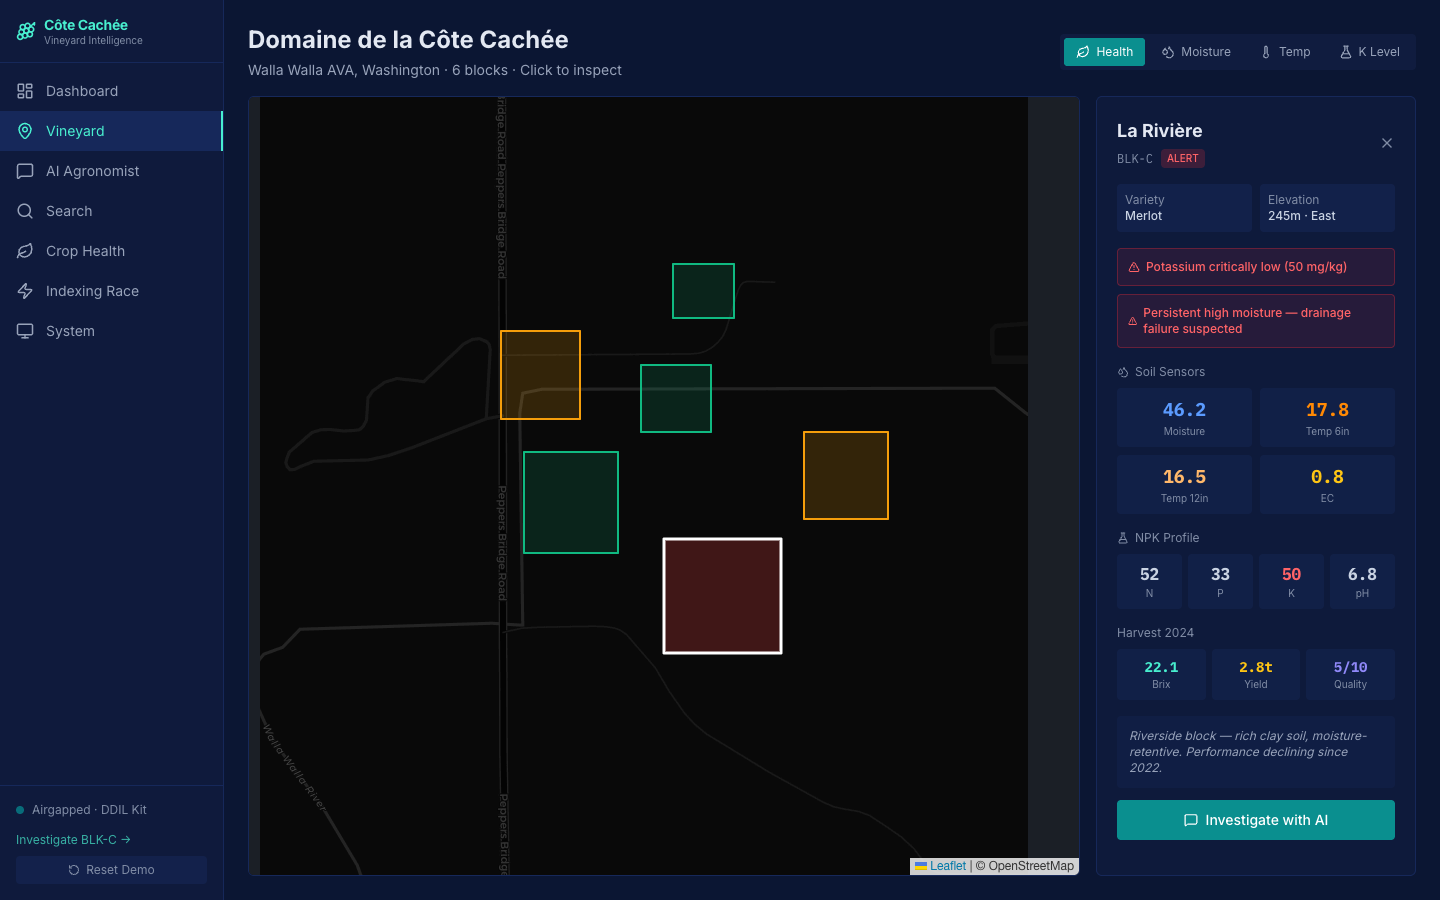 Côte Cachée
Vineyard Intelligence
Dashboard
Vineyard
AI Agronomist
Search
Crop Health
Indexing Race
System
Airgapped · DDIL Kit
Investigate BLK-C →
Reset Demo
Domaine de la Côte Cachée
Walla Walla AVA, Washington · 6 blocks · Click to inspect
Health
Moisture
Temp
K Level
ridge Road
Peppers Bridge Road
Peppers Bridge Road
Peppers Bridge
Walla Walla River
Leaflet | © OpenStreetMap
La Rivière
BLK-C ALERT
Variety
Merlot
Elevation
245m · East
Potassium critically low (50 mg/kg)
Persistent high moisture — drainage
failure suspected
Soil Sensors
46.2
Moisture
17.8
Temp 6in
16.5
Temp 12in
0.8
EC
NPK Profile
52
N
33
P
50
K
6.8
pH
Harvest 2024
22.1
Brix
2.8t
Yield
5/10
Quality
Riverside block — rich clay soil, moisture-
retentive. Performance declining since
2022.
Investigate with AI